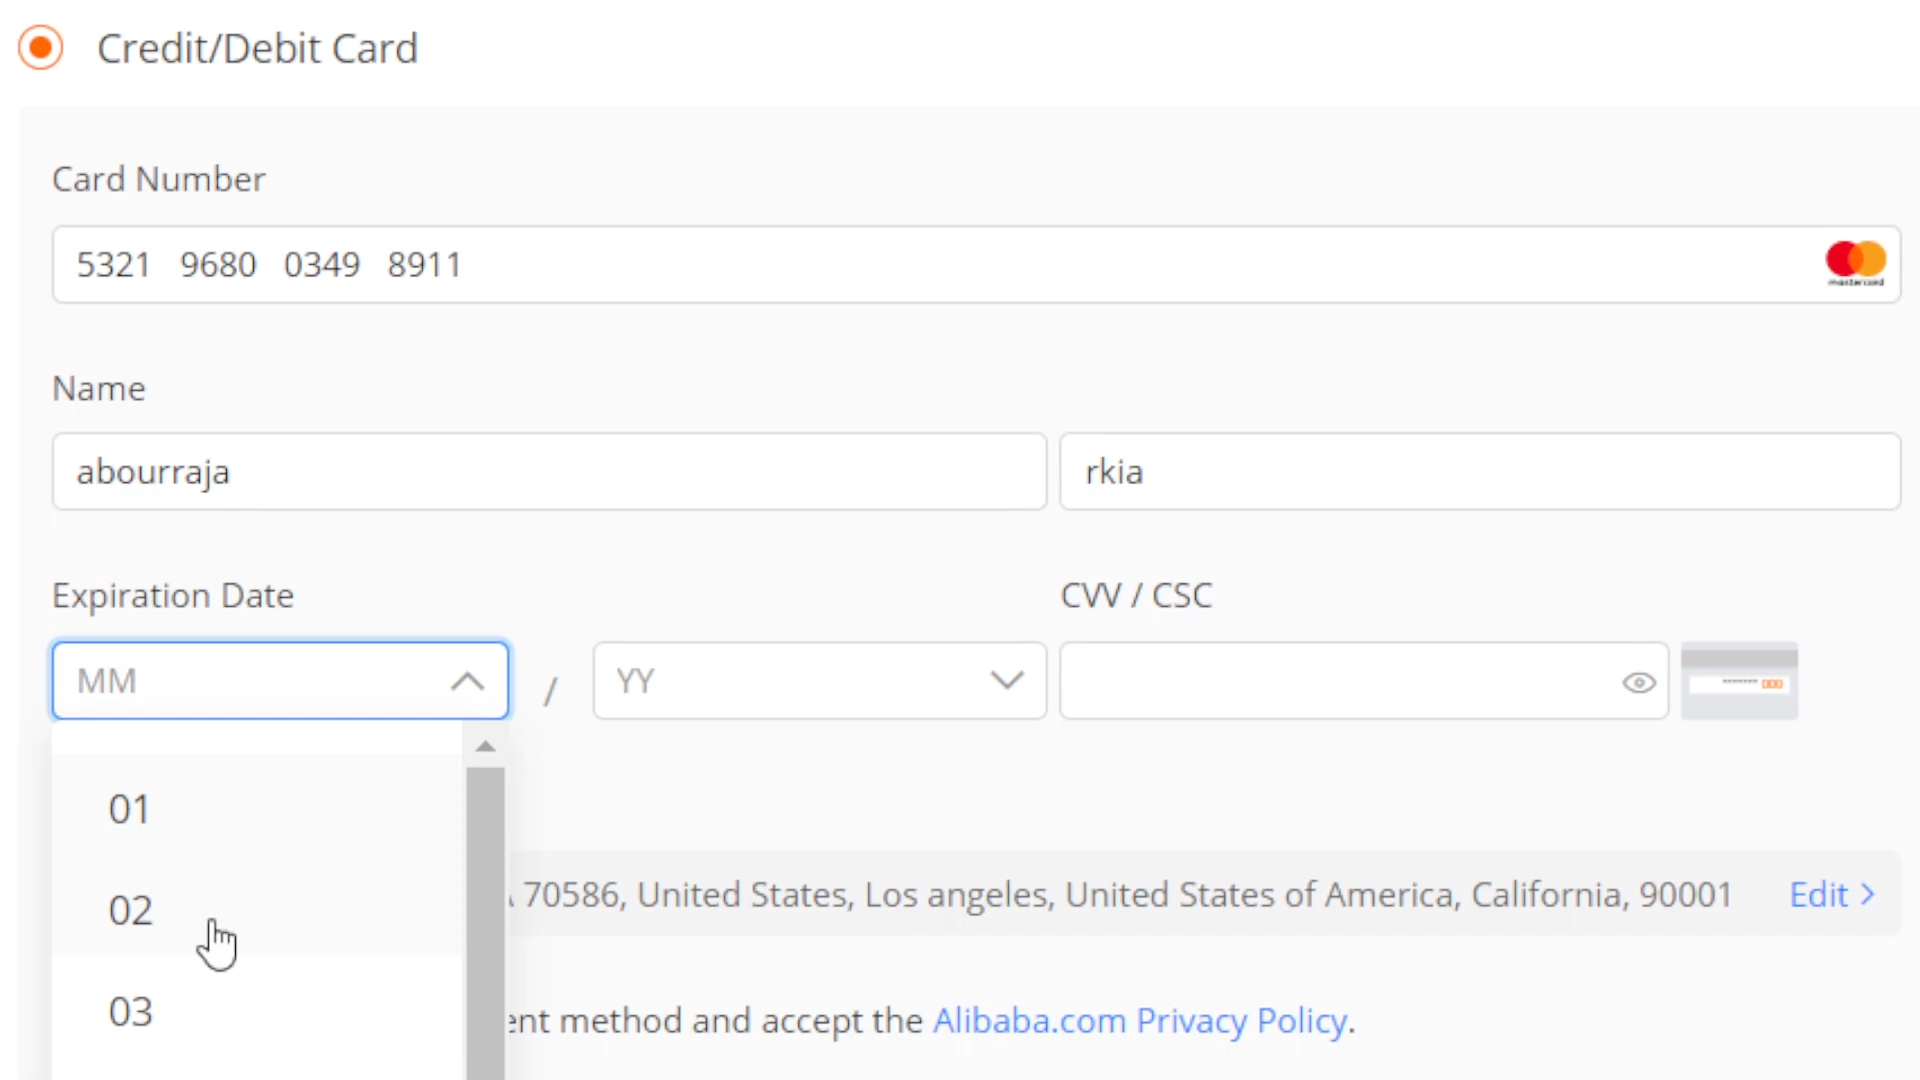 Credit/Debit Card
Card Number
5321 9680 0349 8911
mastercard
Name
abourraja rkia
Expiration Date CVV / CSC
MM / YY
01
02
70586, United States, Los angeles, United States of America, California, 90001 Edit >
03
method and accept the Alibaba.com Privacy Policy.